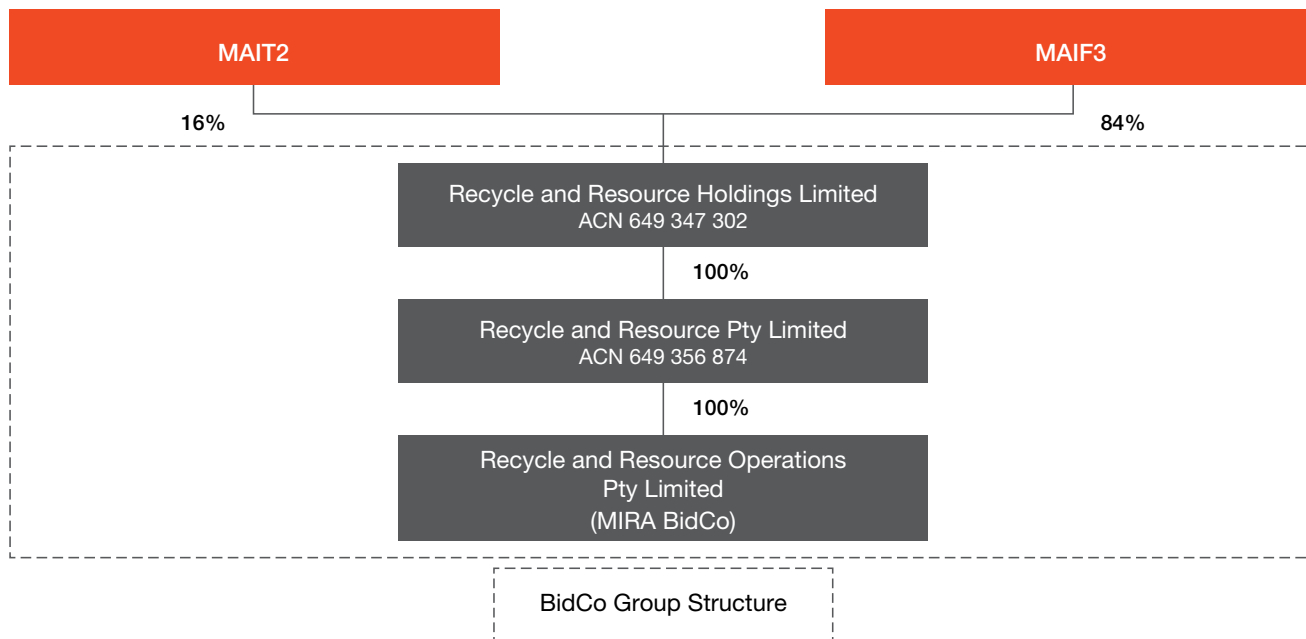 MAIT2
MAIF3
16%
84%
Recycle and Resource Holdings Limited
ACN 649 347 302
100%
Recycle and Resource Pty Limited
ACN 649 356 874
100%
Recycle and Resource Operations
Pty Limited
(MIRA BidCo)
BidCo Group Structure